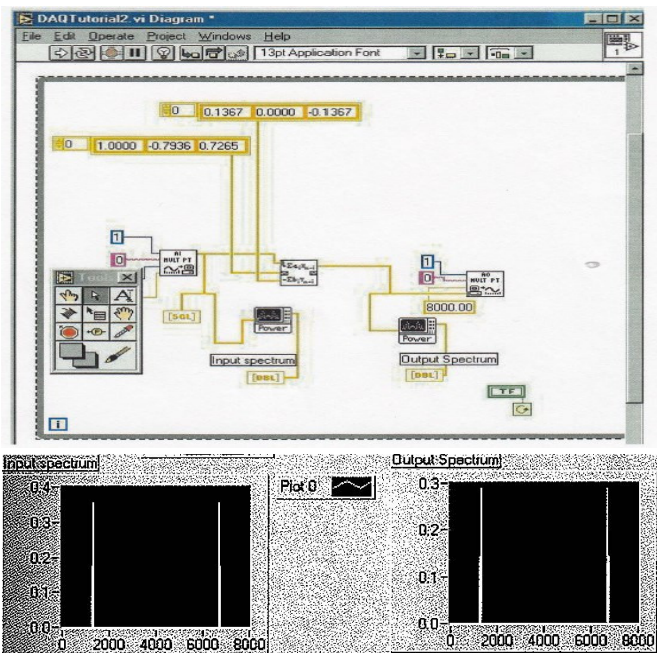 DAQTutorial2.vi Diagram *
File Edit Operate Project Windows Help
13pt Application Font
1
0 0.1367 0.0000 -0.1367
0 1.0000 -0.7936 0.7265
1
0
AI
MULT PT
Tools
[SGL]
Power
Input spectrum
[DBL]
1
0
AO
MULT PT
8000.00
Power
Output Spectrum
[DBL]
TF
i
Input spectrum
Plot 0
0.4
0.3
0.2
0.1
0.0
0 2000 4000 6000 8000
Output Spectrum
0.3
0.2
0.1
0.0
0 2000 4000 6000 8000